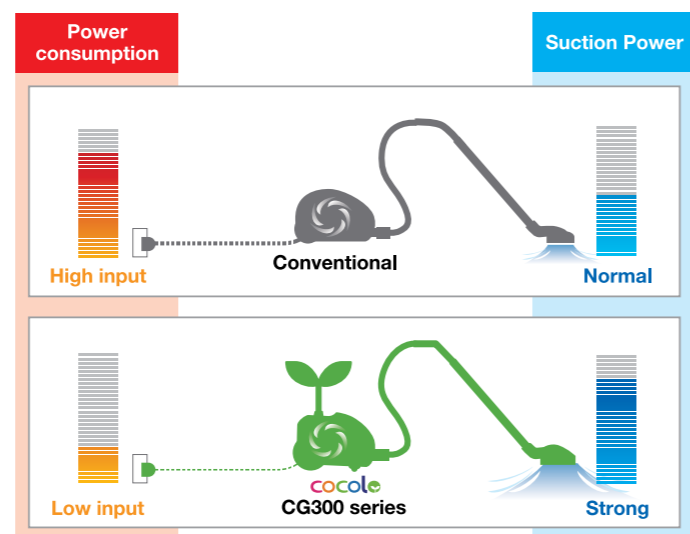 Power
consumption
Suction Power
Conventional
High input
Normal
cocolo
CG300 series
Low input
Strong